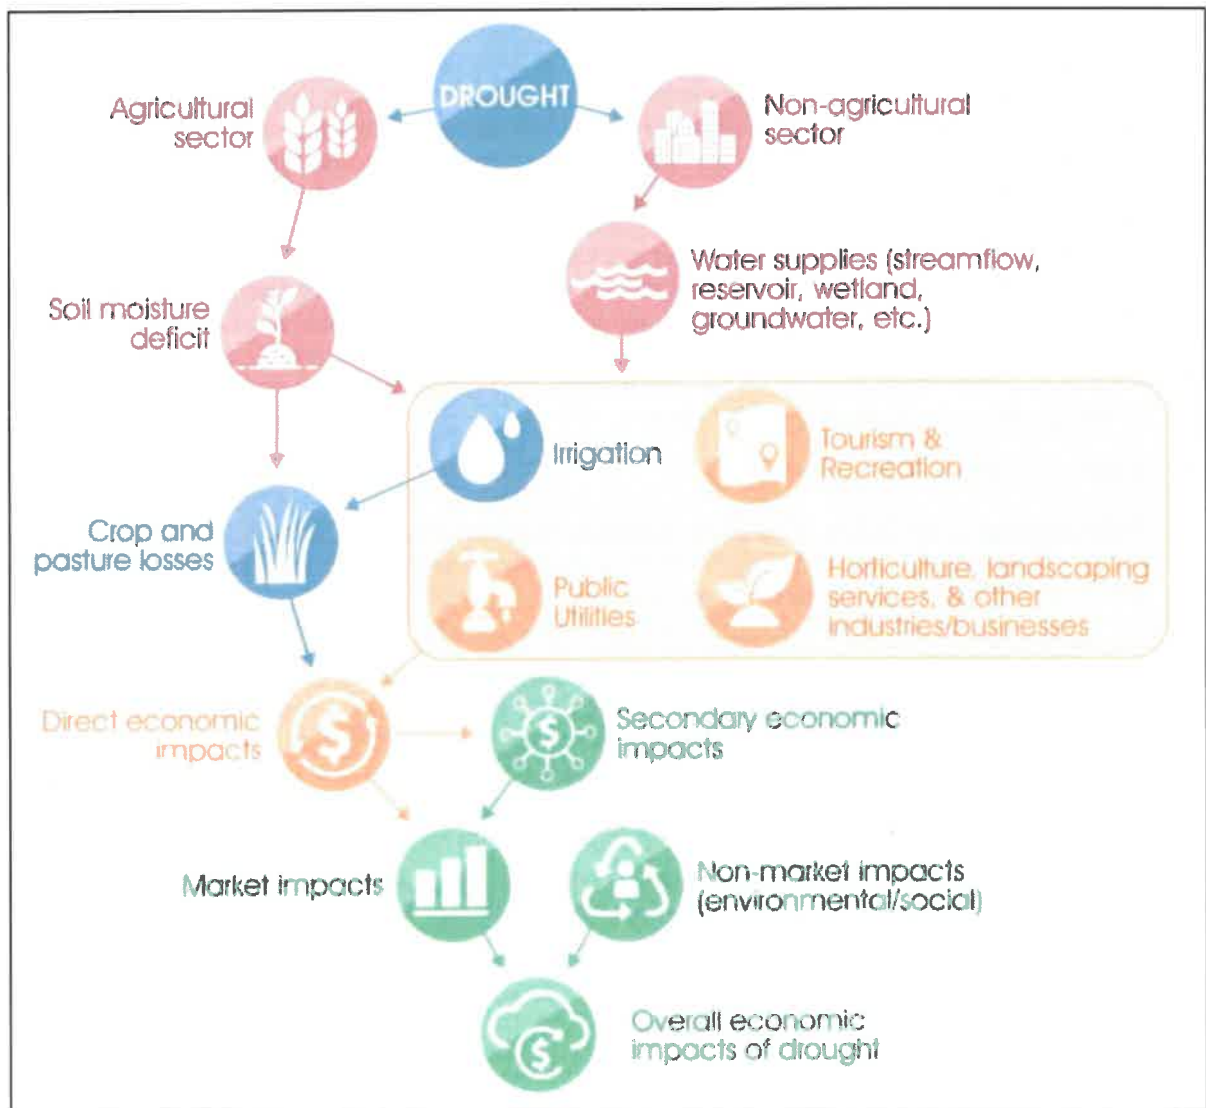 DROUGHT
Agricultural
sector
Non-agricultural
sector
Water supplies (streamflow,
reservoir, wetland,
groundwater, etc.)
Soil moisture
deficit
Irrigation
Tourism &
Recreation
Crop and
pasture losses
Public
Utilities
Horticulture, landscaping
services, & other
industries/businesses
Direct economic
impacts
Secondary economic
impacts
Market impacts
Non-market impacts
(environmental/social)
Overall economic
impacts of drought